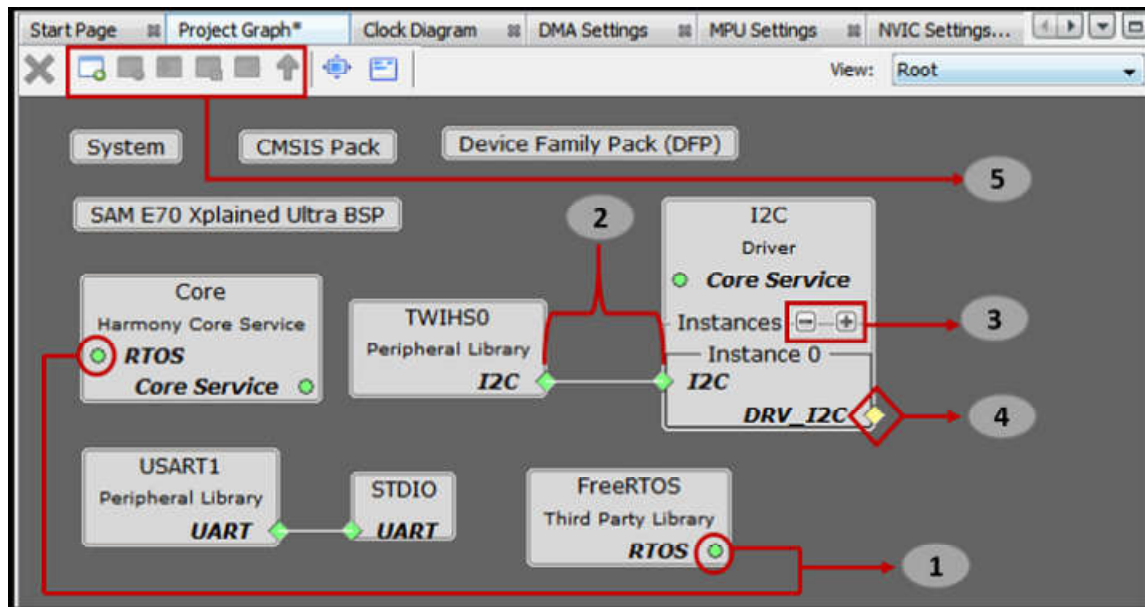 Start Page
Project Graph*
Clock Diagram
DMA Settings
MPU Settings
NVIC Settings...
View:
Root
System
CMSIS Pack
Device Family Pack (DFP)
5
SAM E70 Xplained Ultra BSP
2
I2C
Driver
Core Service
Core
Harmony Core Service
RTOS
Core Service
TWIHS0
Peripheral Library
I2C
Instances
3
Instance 0
I2C
DRV_I2C
4
USART1
Peripheral Library
UART
STDIO
UART
FreeRTOS
Third Party Library
RTOS
1